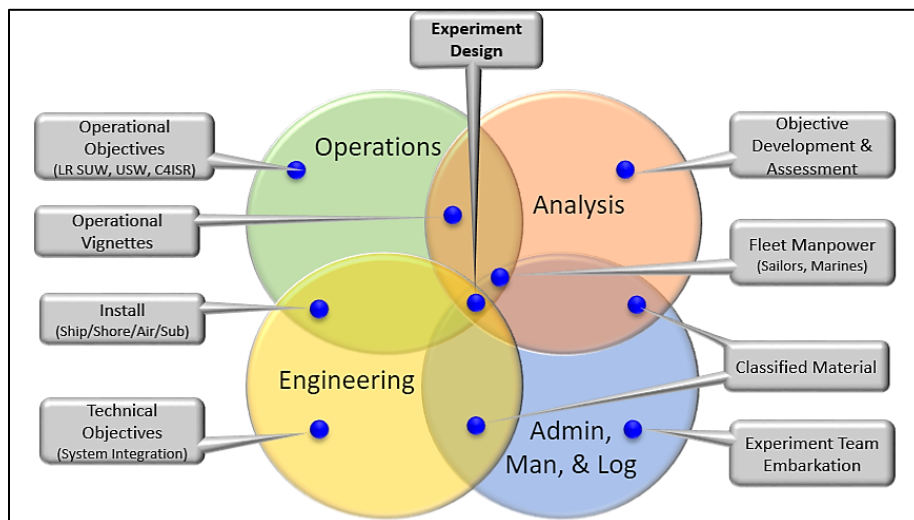 Experiment
Design
Operational
Objectives
(LR SUW, USW, C4ISR)
Operations
Objective
Development &
Assessment
Operational
Vignettes
Analysis
Fleet Manpower
(Sailors, Marines)
Install
(Ship/Shore/Air/Sub)
Engineering
Classified Material
Technical
Objectives
(System Integration)
Admin,
Man, & Log
Experiment Team
Embarkation